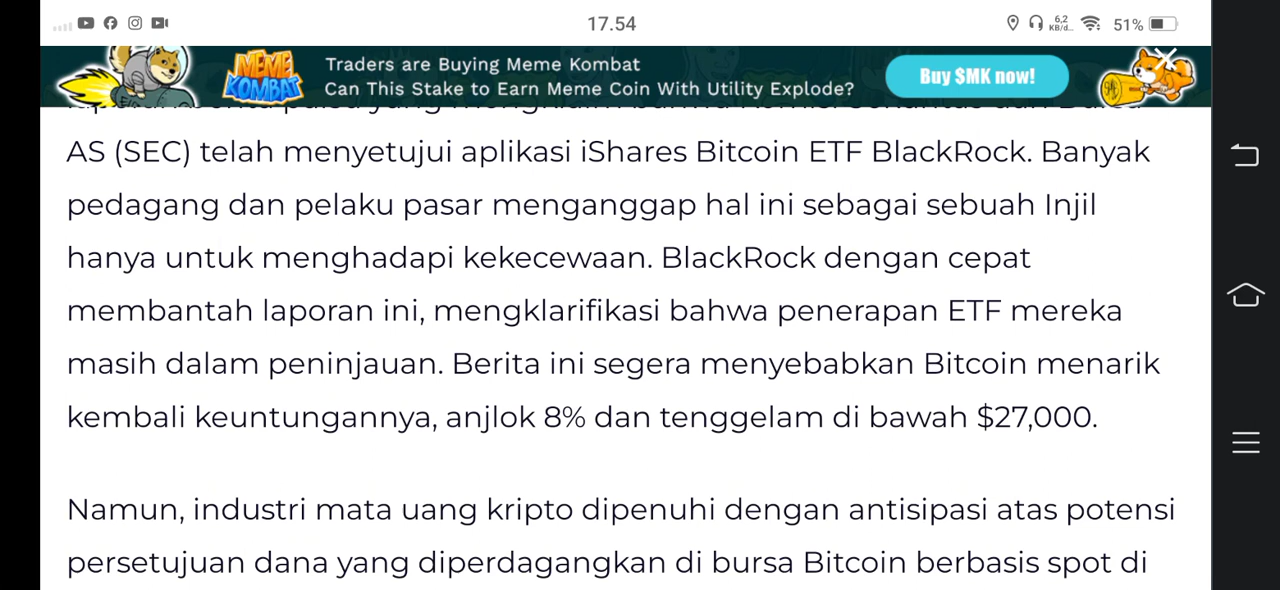 17.54
6,2
KB/d...
51%
MEME
KOMBAT
Traders are Buying Meme Kombat
Can This Stake to Earn Meme Coin With Utility Explode?
Buy $MK now!
AS (SEC) telah menyetujui aplikasi iShares Bitcoin ETF BlackRock. Banyak
pedagang dan pelaku pasar menganggap hal ini sebagai sebuah Injil
hanya untuk menghadapi kekecewaan. BlackRock dengan cepat
membantah laporan ini, mengklarifikasi bahwa penerapan ETF mereka
masih dalam peninjauan. Berita ini segera menyebabkan Bitcoin menarik
kembali keuntungannya, anjlok 8% dan tenggelam di bawah $27,000.
Namun, industri mata uang kripto dipenuhi dengan antisipasi atas potensi
persetujuan dana yang diperdagangkan di bursa Bitcoin berbasis spot di